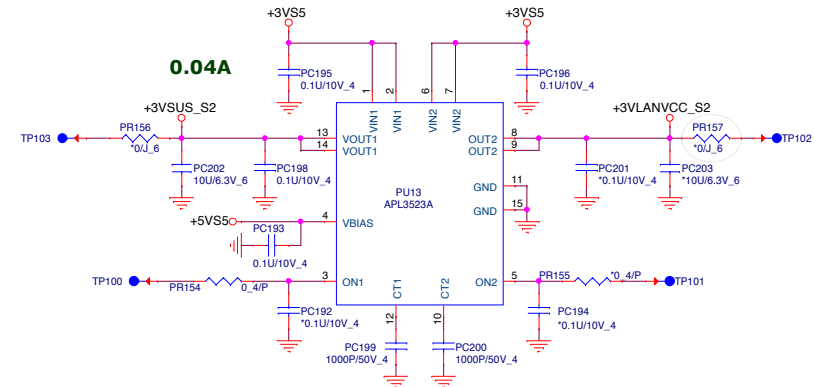 +3VS5
+3VS5
0.04A
PC195
0.1U/10V_4
PC196
0.1U/10V_4
1
2
6
7
VIN1
VIN1
VIN2
VIN2
+3VSUS_S2
+3VLANVCC_S2
TP103
PR156
*0/J_6
13
14
VOUT1
VOUT1
OUT2
OUT2
8
9
PR157
*0/J_6
TP102
PC202
10U/6.3V_6
PC198
0.1U/10V_4
PC201
*0.1U/10V_4
PC203
*10U/6.3V_6
PU13
APL3523A
GND
11
GND
15
+5VS5
4
VBIAS
PC193
0.1U/10V_4
TP100
PR154
0_4/P
3
ON1
ON2
5
PR155
*0_4/P
TP101
CT1
CT2
PC192
*0.1U/10V_4
12
10
PC194
*0.1U/10V_4
PC199
1000P/50V_4
PC200
1000P/50V_4